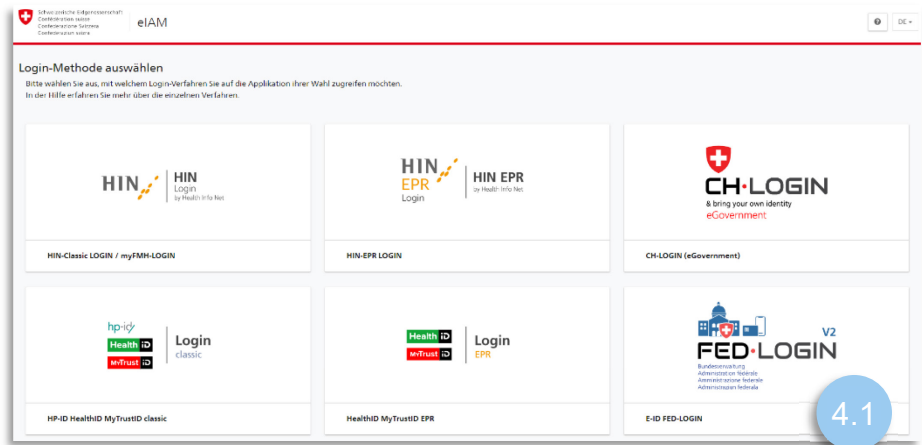 Schweizerische Eidgenossenschaft
Confédération suisse
Confederazione Svizzera
Confederaziun svizra
eIAM
DE
Login-Methode auswählen
Bitte wählen Sie aus, mit welchem Login-Verfahren Sie auf die Applikation ihrer Wahl zugreifen möchten.
In der Hilfe erfahren Sie mehr über die einzelnen Verfahren.
HIN
HIN
Login
by Health Info Net
HIN-Classic LOGIN / myFMH-LOGIN
HIN
EPR
Login
HIN EPR
by Health Info Net
HIN-EPR LOGIN
CH·LOGIN
& bring your own identity
eGovernment
CH-LOGIN (eGovernment)
hp·id
Health iD
MyTrust iD
Login
classic
HP-ID HealthID MyTrustID classic
Health iD
MyTrust iD
Login
EPR
HealthID MyTrustID EPR
V2
FED·LOGIN
Bundesverwaltung
Administration fédérale
Amministrazione federale
Administraziun federala
E-ID FED-LOGIN
4.1